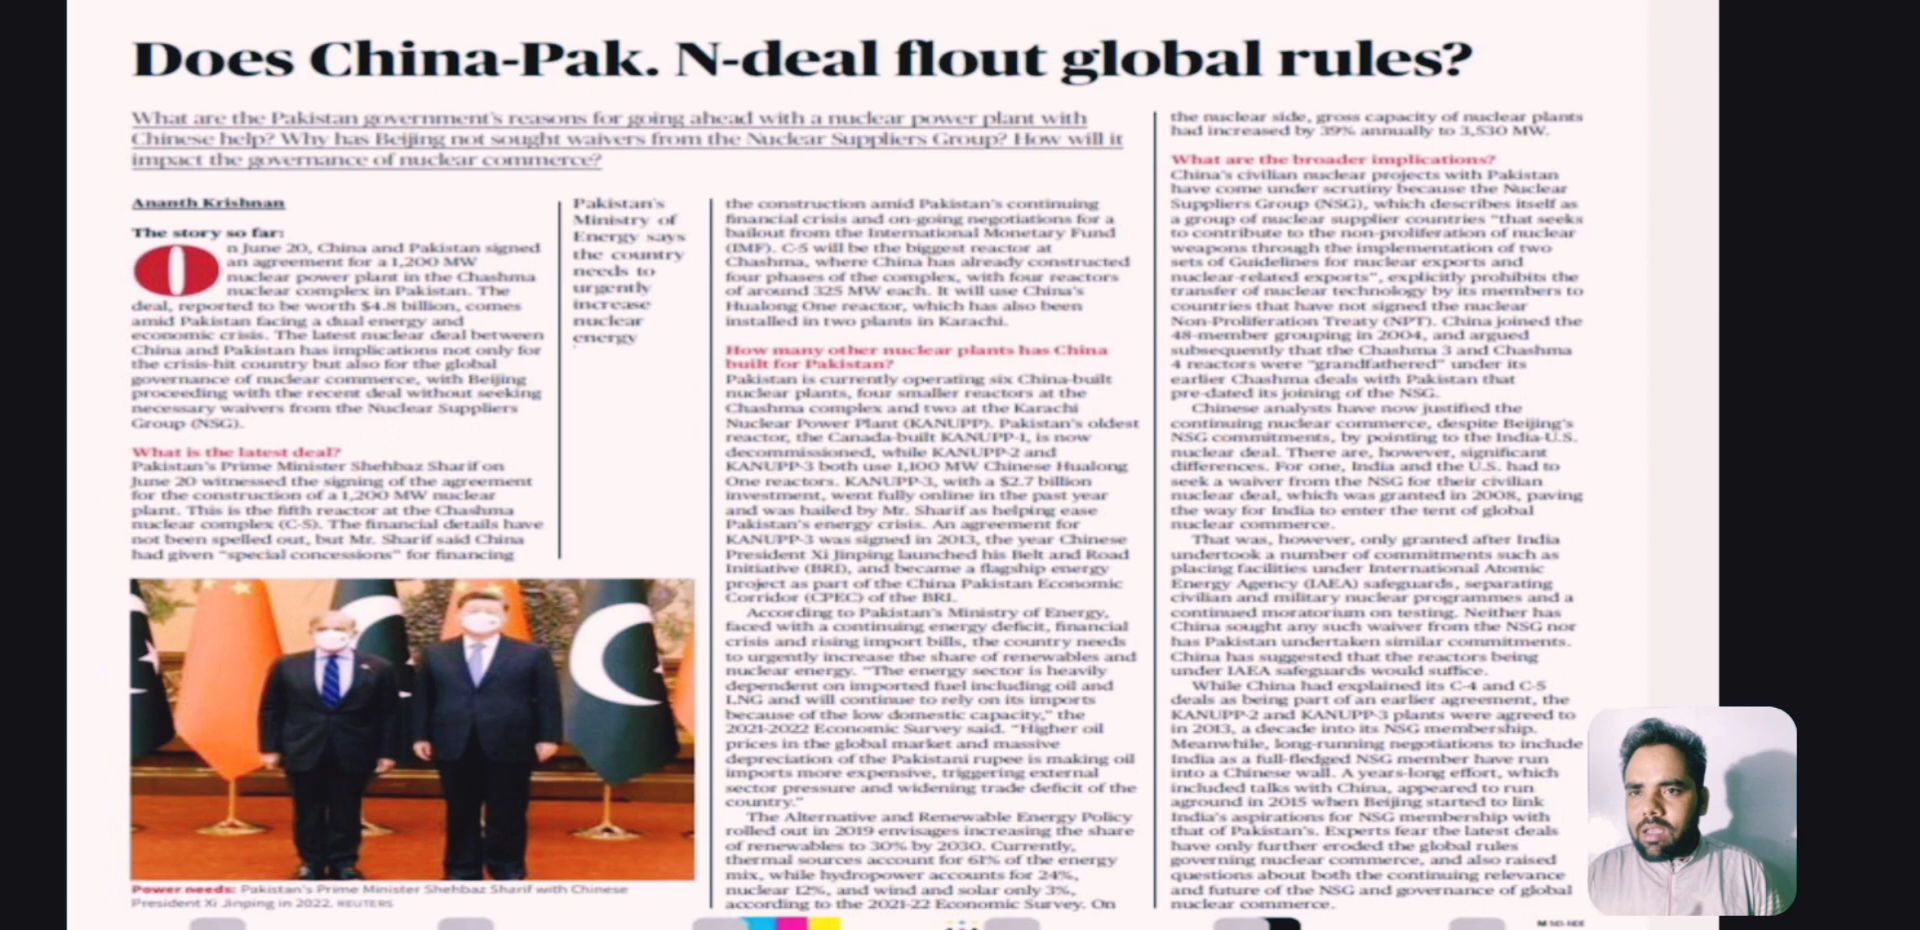 Does China-Pak. N-deal flout global rules?
What are the Pakistan government's reasons for going ahead with a nuclear power plant with
Chinese help? Why has Beijing not sought waivers from the Nuclear Suppliers Group? How will it
impact the governance of nuclear commerce?
Ananth Krishnan
The story so far:
On June 20, China and Pakistan signed
an agreement for a 1,200 MW
nuclear power plant in the Chashma
nuclear complex in Pakistan. The
deal, reported to be worth $4.8 billion, comes
amid Pakistan facing a dual energy and
economic crisis. The latest nuclear deal between
China and Pakistan has implications not only for
the crisis-hit country but also for the global
governance of nuclear commerce, with Beijing
proceeding with the recent deal without seeking
necessary waivers from the Nuclear Suppliers
Group (NSG).
What is the latest deal?
Pakistan's Prime Minister Shehbaz Sharif on
June 20 witnessed the signing of the agreement
for the construction of a 1,200 MW nuclear
plant. This is the fifth reactor at the Chashma
nuclear complex (C-5). The financial details have
not been spelled out, but Mr. Sharif said China
had given "special concessions" for financing
Pakistan's
Ministry of
Energy says
the country
needs to
urgently
increase
nuclear
energy
Power needs: Pakistan's Prime Minister Shehbaz Sharif with Chinese
President Xi Jinping in 2022. REUTERS
the construction amid Pakistan's continuing
financial crisis and on-going negotiations for a
bailout from the International Monetary Fund
(IMF). C-5 will be the biggest reactor at
Chashma, where China has already constructed
four phases of the complex, with four reactors
of around 325 MW each. It will use China's
Hualong One reactor, which has also been
installed in two plants in Karachi.
How many other nuclear plants has China
built for Pakistan?
Pakistan is currently operating six China-built
nuclear plants, four smaller reactors at the
Chashma complex and two at the Karachi
Nuclear Power Plant (KANUPP). Pakistan's oldest
reactor, the Canada-built KANUPP-1, is now
decommissioned, while KANUPP-2 and
KANUPP-3 both use 1,100 MW Chinese Hualong
One reactors. KANUPP-3, with a $2.7 billion
investment, went fully online in the past year
and was hailed by Mr. Sharif as helping ease
Pakistan's energy crisis. An agreement for
KANUPP-3 was signed in 2013, the year Chinese
President Xi Jinping launched his Belt and Road
Initiative (BRI), and became a flagship energy
project as part of the China Pakistan Economic
Corridor (CPEC) of the BRI.
According to Pakistan's Ministry of Energy,
faced with a continuing energy deficit, financial
crisis and rising import bills, the country needs
to urgently increase the share of renewables and
nuclear energy. "The energy sector is heavily
dependent on imported fuel including oil and
LNG and will continue to rely on its imports
because of the low domestic capacity," the
2021-2022 Economic Survey said. "Higher oil
prices in the global market and massive
depreciation of the Pakistani rupee is making oil
imports more expensive, triggering external
sector pressure and widening trade deficit of the
country."
The Alternative and Renewable Energy Policy
rolled out in 2019 envisages increasing the share
of renewables to 30% by 2030. Currently,
thermal sources account for 61% of the energy
mix, while hydropower accounts for 24%,
nuclear 12%, and wind and solar only 3%,
according to the 2021-22 Economic Survey. On
the nuclear side, gross capacity of nuclear plants
had increased by 39% annually to 3,530 MW.
What are the broader implications?
China's civilian nuclear projects with Pakistan
have come under scrutiny because the Nuclear
Suppliers Group (NSG), which describes itself as
a group of nuclear supplier countries "that seeks
to contribute to the non-proliferation of nuclear
weapons through the implementation of two
sets of Guidelines for nuclear exports and
nuclear-related exports", explicitly prohibits the
transfer of nuclear technology by its members to
countries that have not signed the nuclear
Non-Proliferation Treaty (NPT). China joined the
48-member grouping in 2004, and argued
subsequently that the Chashma 3 and Chashma
4 reactors were "grandfathered" under its
earlier Chashma deals with Pakistan that
pre-dated its joining of the NSG.
Chinese analysts have now justified the
continuing nuclear commerce, despite Beijing's
NSG commitments, by pointing to the India-U.S.
nuclear deal. There are, however, significant
differences. For one, India and the U.S. had to
seek a waiver from the NSG for their civilian
nuclear deal, which was granted in 2008, paving
the way for India to enter the tent of global
nuclear commerce.
That was, however, only granted after India
undertook a number of commitments such as
placing facilities under International Atomic
Energy Agency (IAEA) safeguards, separating
civilian and military nuclear programmes and a
continued moratorium on testing. Neither has
China sought any such waiver from the NSG nor
has Pakistan undertaken similar commitments.
China has suggested that the reactors being
under IAEA safeguards would suffice.
While China had explained its C-4 and C-5
deals as being part of an earlier agreement, the
KANUPP-2 and KANUPP-3 plants were agreed to
in 2013, a decade into its NSG membership.
Meanwhile, long-running negotiations to include
India as a full-fledged NSG member have run
into a Chinese wall. A years-long effort, which
included talks with China, appeared to run
aground in 2015 when Beijing started to link
India's aspirations for NSG membership with
that of Pakistan's. Experts fear the latest deals
have only further eroded the global rules
governing nuclear commerce, and also raised
questions about both the continuing relevance
and future of the NSG and governance of global
nuclear commerce.